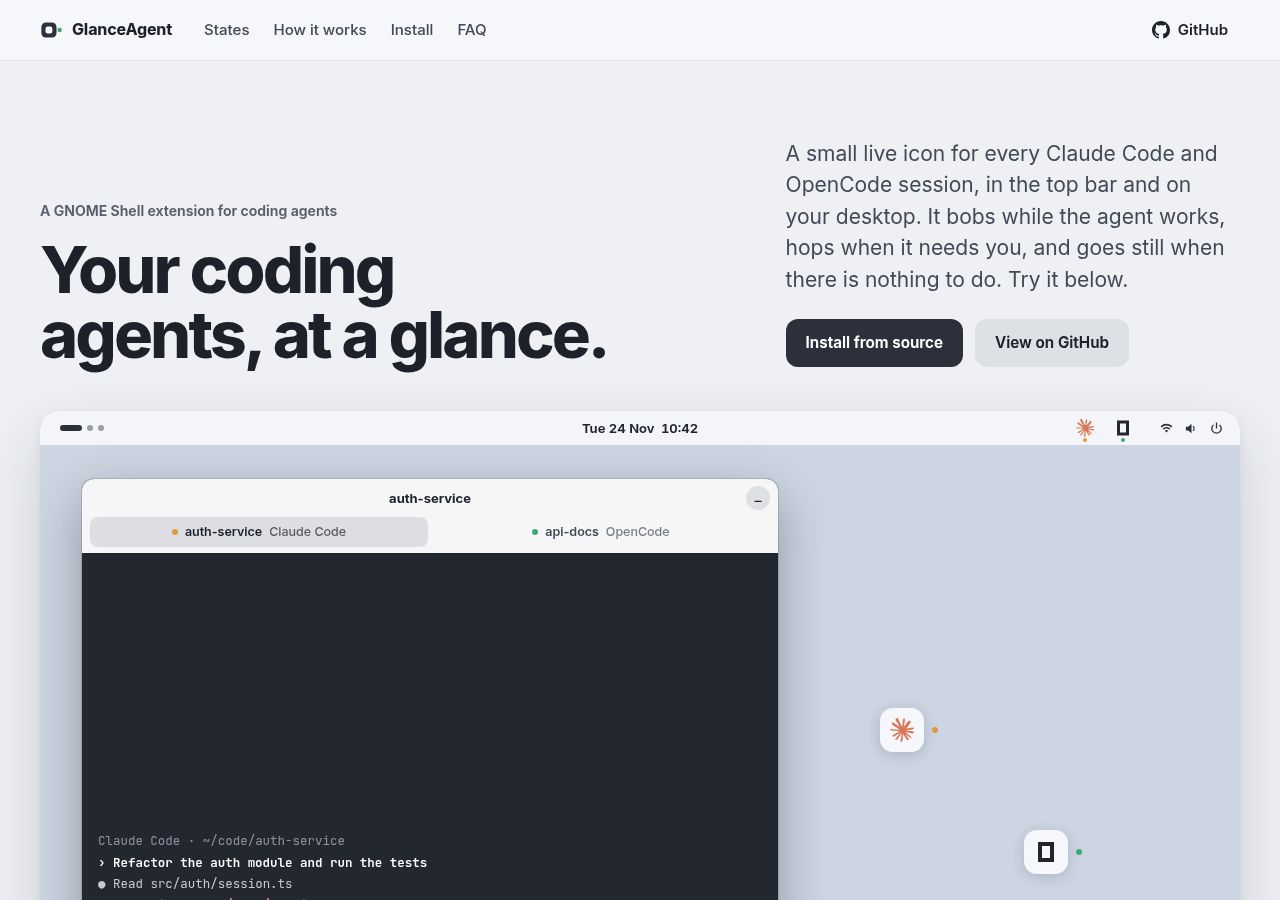 GlanceAgent
States
How it works
Install
FAQ
GitHub
A GNOME Shell extension for coding agents
Your coding
agents, at a glance.
A small live icon for every Claude Code and
OpenCode session, in the top bar and on
your desktop. It bobs while the agent works,
hops when it needs you, and goes still when
there is nothing to do. Try it below.
Install from source
View on GitHub
Tue 24 Nov 10:42
auth-service
auth-service Claude Code
api-docs OpenCode
Claude Code · ~/code/auth-service
› Refactor the auth module and run the tests
● Read src/auth/session.ts